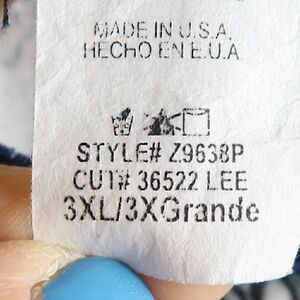 MADE IN U.S.A.
HECHO EN E.U.A
STYLE# Z9638P
CUT# 36522 LEE
3XL/3XGrande